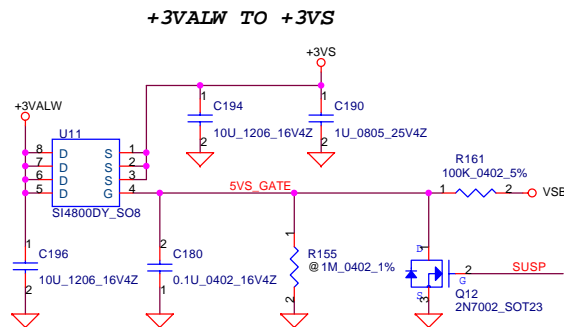 +3VALW TO +3VS
+3VS
+3VALW
U11
8 D S 1
7 D S 2
6 D S 3
5 D G 4
SI4800DY_SO8
1
C194
10U_1206_16V4Z
2
1
C190
1U_0805_25V4Z
2
5VS_GATE
R161
100K_0402_5%
1 2
VSB
1
C196
10U_1206_16V4Z
2
2
C180
0.1U_0402_16V4Z
1
1
R155
@1M_0402_1%
2
1
D
2
G
S
3
SUSP
Q12
2N7002_SOT23